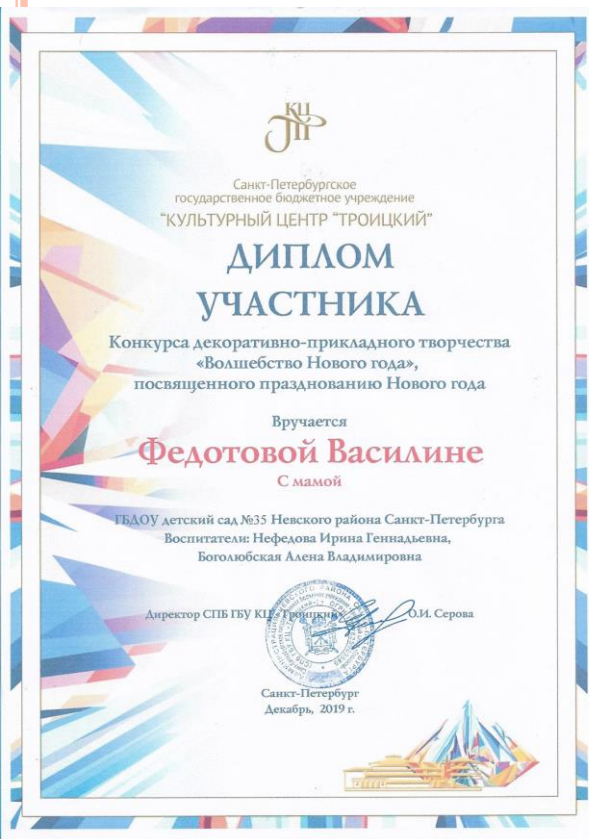 КЦ
ТР
Санкт-Петербургское
государственное бюджетное учреждение
"КУЛЬТУРНЫЙ ЦЕНТР "ТРОИЦКИЙ"
ДИПЛОМ
УЧАСТНИКА
Конкурса декоративно-прикладного творчества
«Волшебство Нового года»,
посвященного празднованию Нового года
Вручается
Федотовой Василине
С мамой
ГБДОУ детский сад №35 Невского района Санкт-Петербурга
Воспитатели: Нефедова Ирина Геннадьевна,
Боголюбская Алена Владимировна
Директор СПБ ГБУ КЦ «Троицкий» О.И. Серова
Санкт-Петербург
Декабрь, 2019 г.